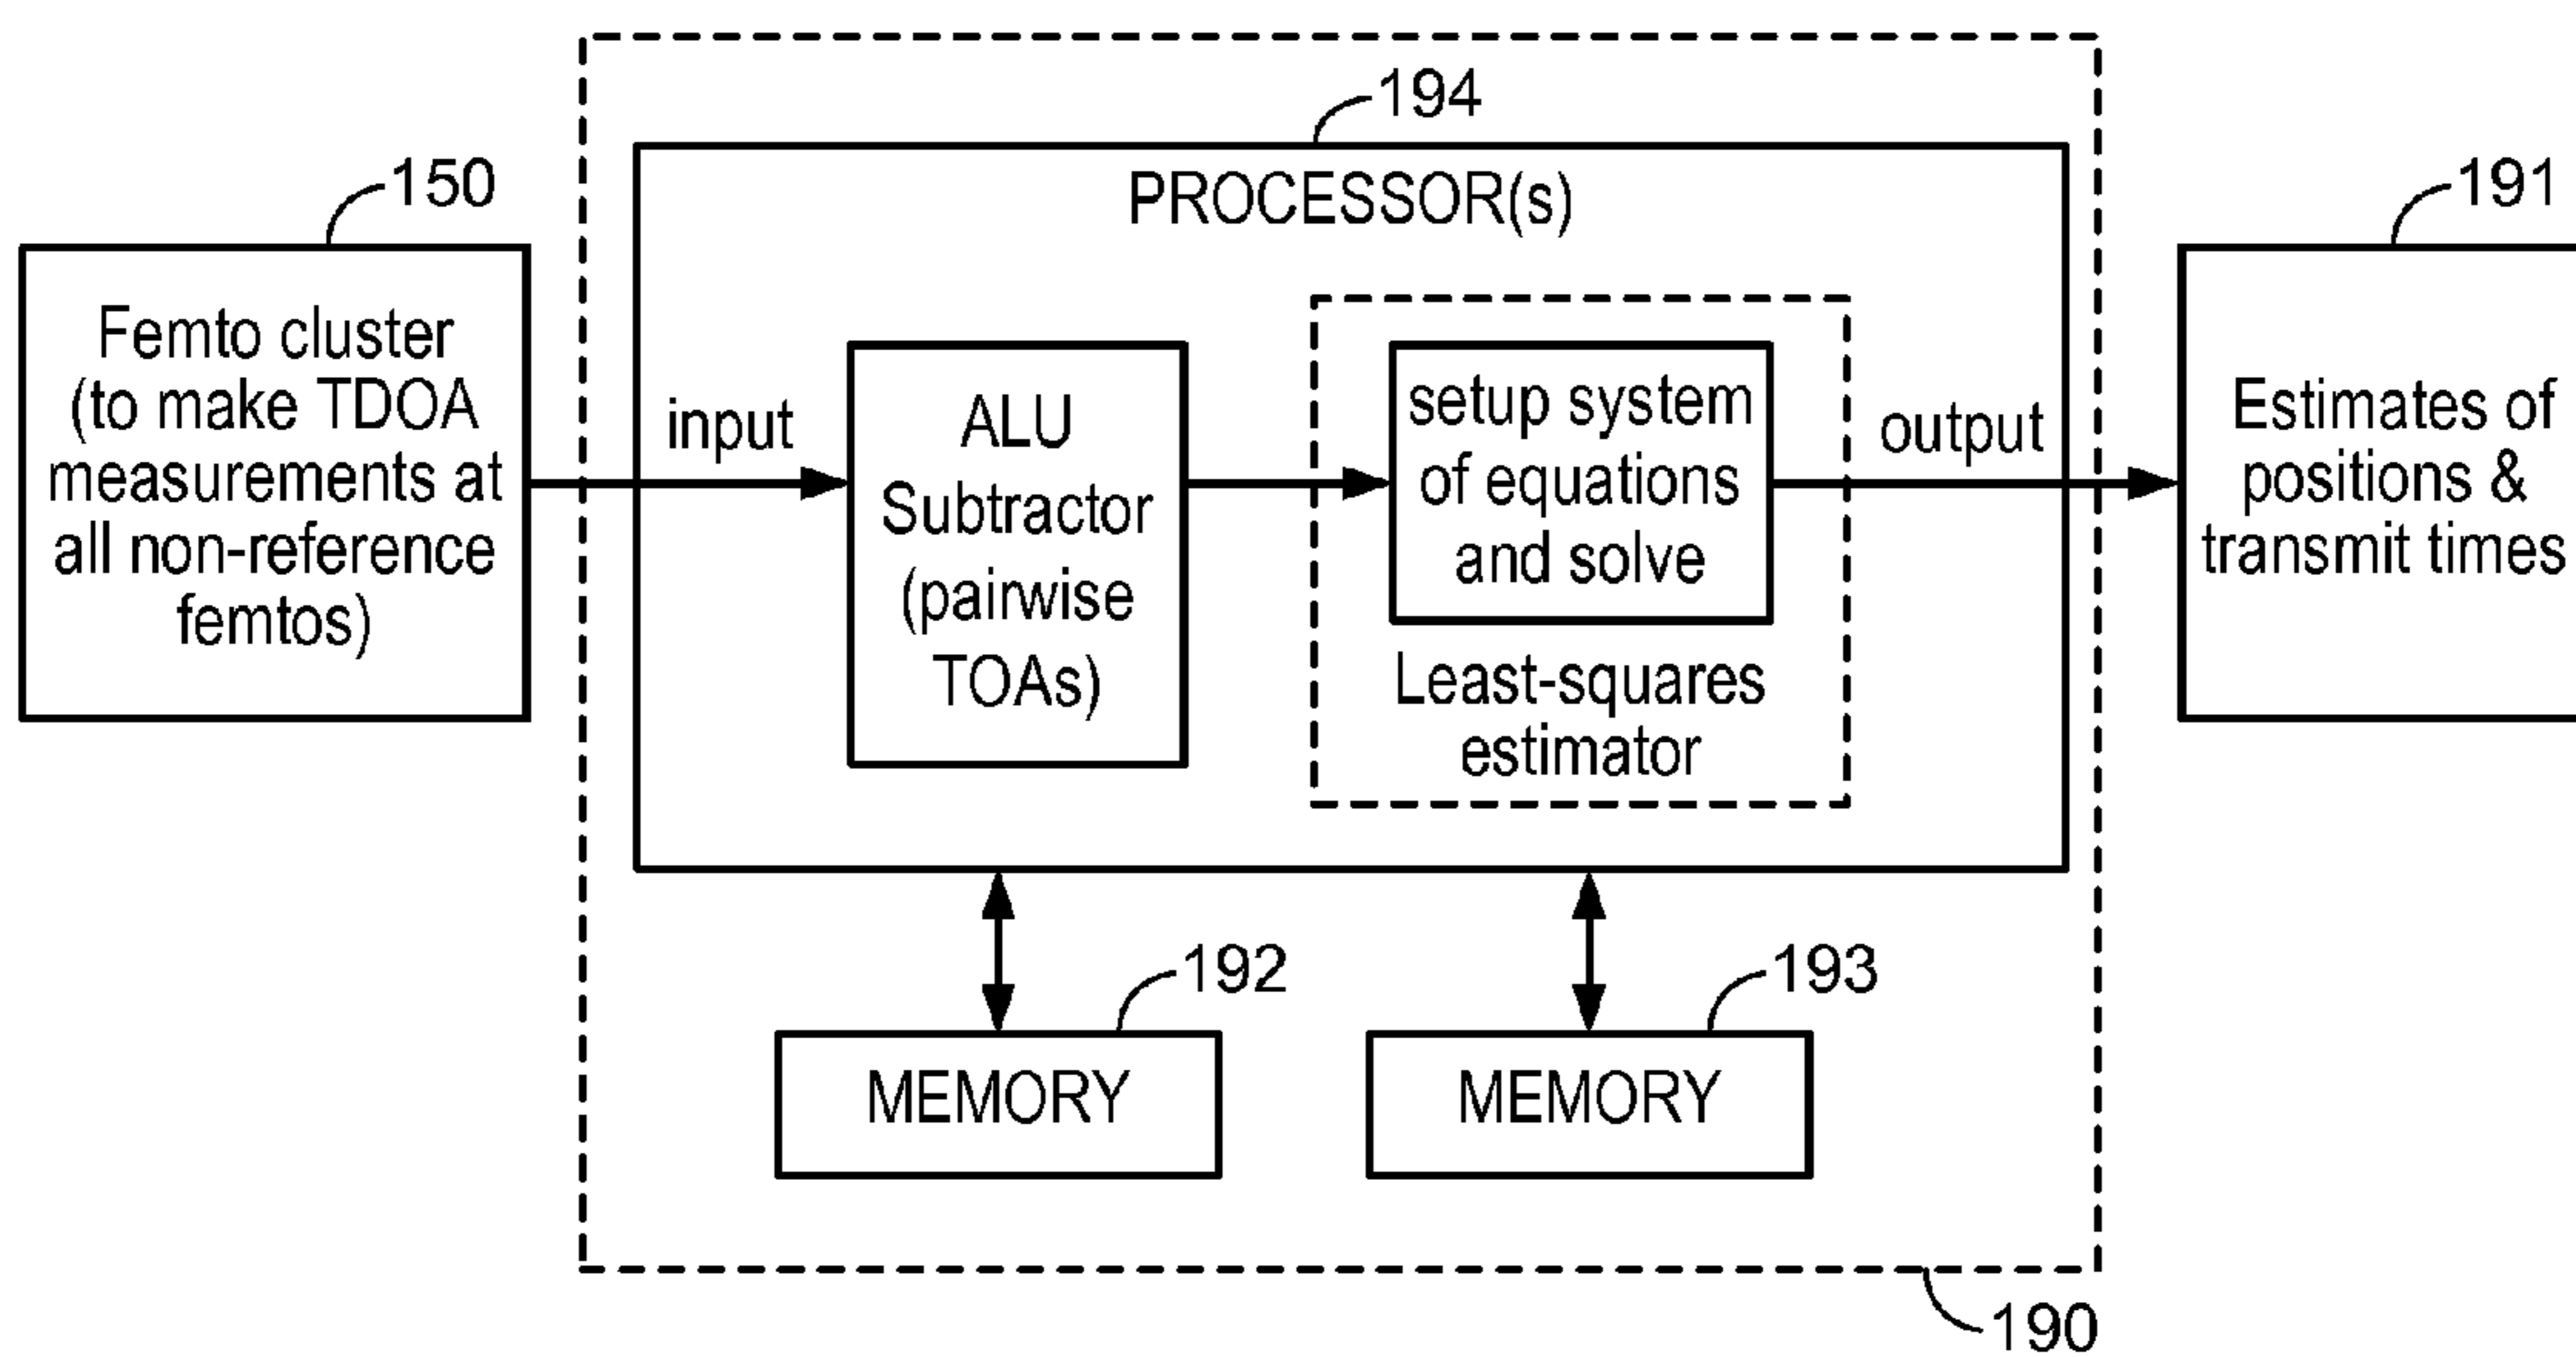 194
150
191
PROCESSOR(s)
Femto cluster
(to make TDOA
measurements at
all non-reference
femtos)
input
ALU
Subtractor
(pairwise
TOAs)
setup system
of equations
and solve
Least-squares
estimator
output
Estimates of
positions &
transmit times
192
193
MEMORY
MEMORY
190